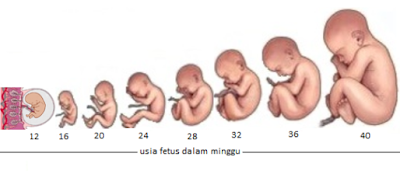 12 16 20 24 28 32 36 40
usia fetus dalam minggu